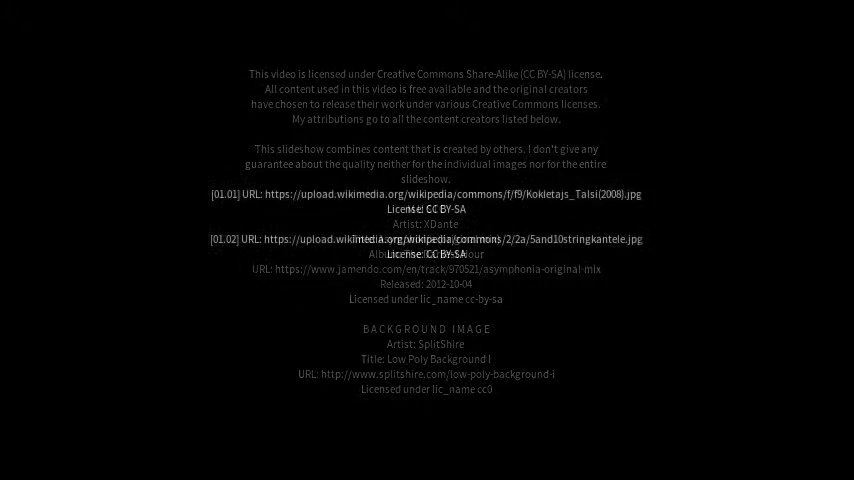 This video is licensed under Creative Commons Share-Alike (CC BY-SA) license.
All content used in this video is free available and the original creators
have chosen to release their work under various Creative Commons licenses.
My attributions go to all the content creators listed below.
This slideshow combines content that is created by others. I don't give any
guarantee about the quality neither for the individual images nor for the entire
slideshow.
[01.01] URL: https://upload.wikimedia.org/wikipedia/commons/f/f9/Kokletajs_Talsi(2008).jpg
License: CC BY-SA
Artist: XDante
[01.02] URL: https://upload.wikimedia.org/wikipedia/commons/2/2a/5and10stringkantele.jpg
License: CC BY-SA
URL: https://www.jamendo.com/en/track/970521/asymphonia-original-mix
Released: 2012-10-04
Licensed under lic_name cc-by-sa
BACKGROUND IMAGE
Artist: SplitShire
Title: Low Poly Background I
URL: http://www.splitshire.com/low-poly-background-i
Licensed under lic_name cc0